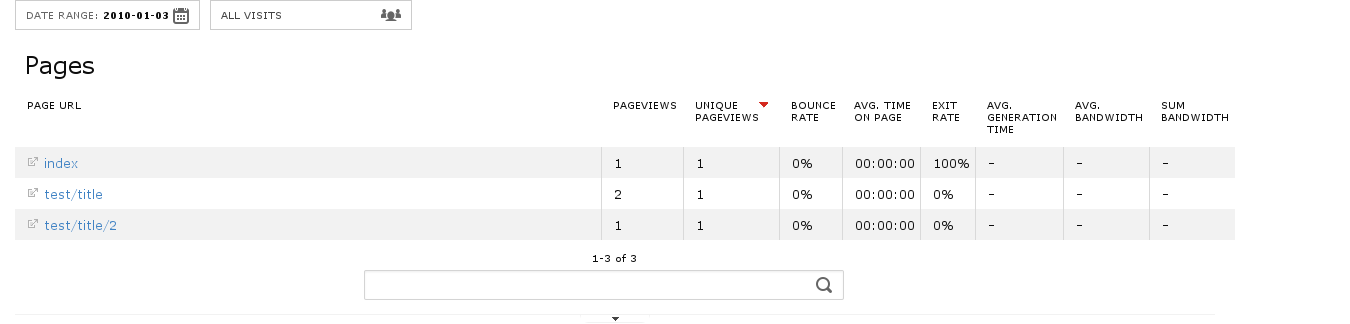 DATE RANGE: 2010-01-03 ALL VISITS
Pages
PAGE URL PAGEVIEWS UNIQUE PAGEVIEWS BOUNCE RATE AVG. TIME ON PAGE EXIT RATE AVG. GENERATION TIME AVG. BANDWIDTH SUM BANDWIDTH
index 1 1 0% 00:00:00 100% - - -
test/title 2 1 0% 00:00:00 0% - - -
test/title/2 1 1 0% 00:00:00 0% - - -
1-3 of 3